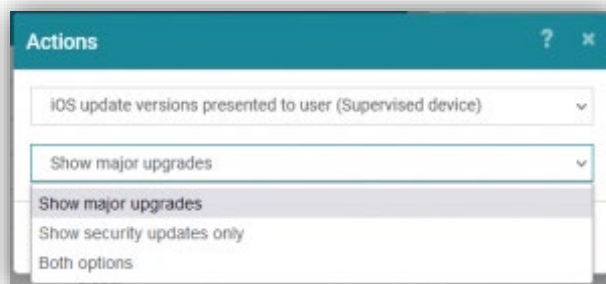 Actions ? ×
iOS update versions presented to user (Supervised device)
Show major upgrades
Show major upgrades
Show security updates only
Both options